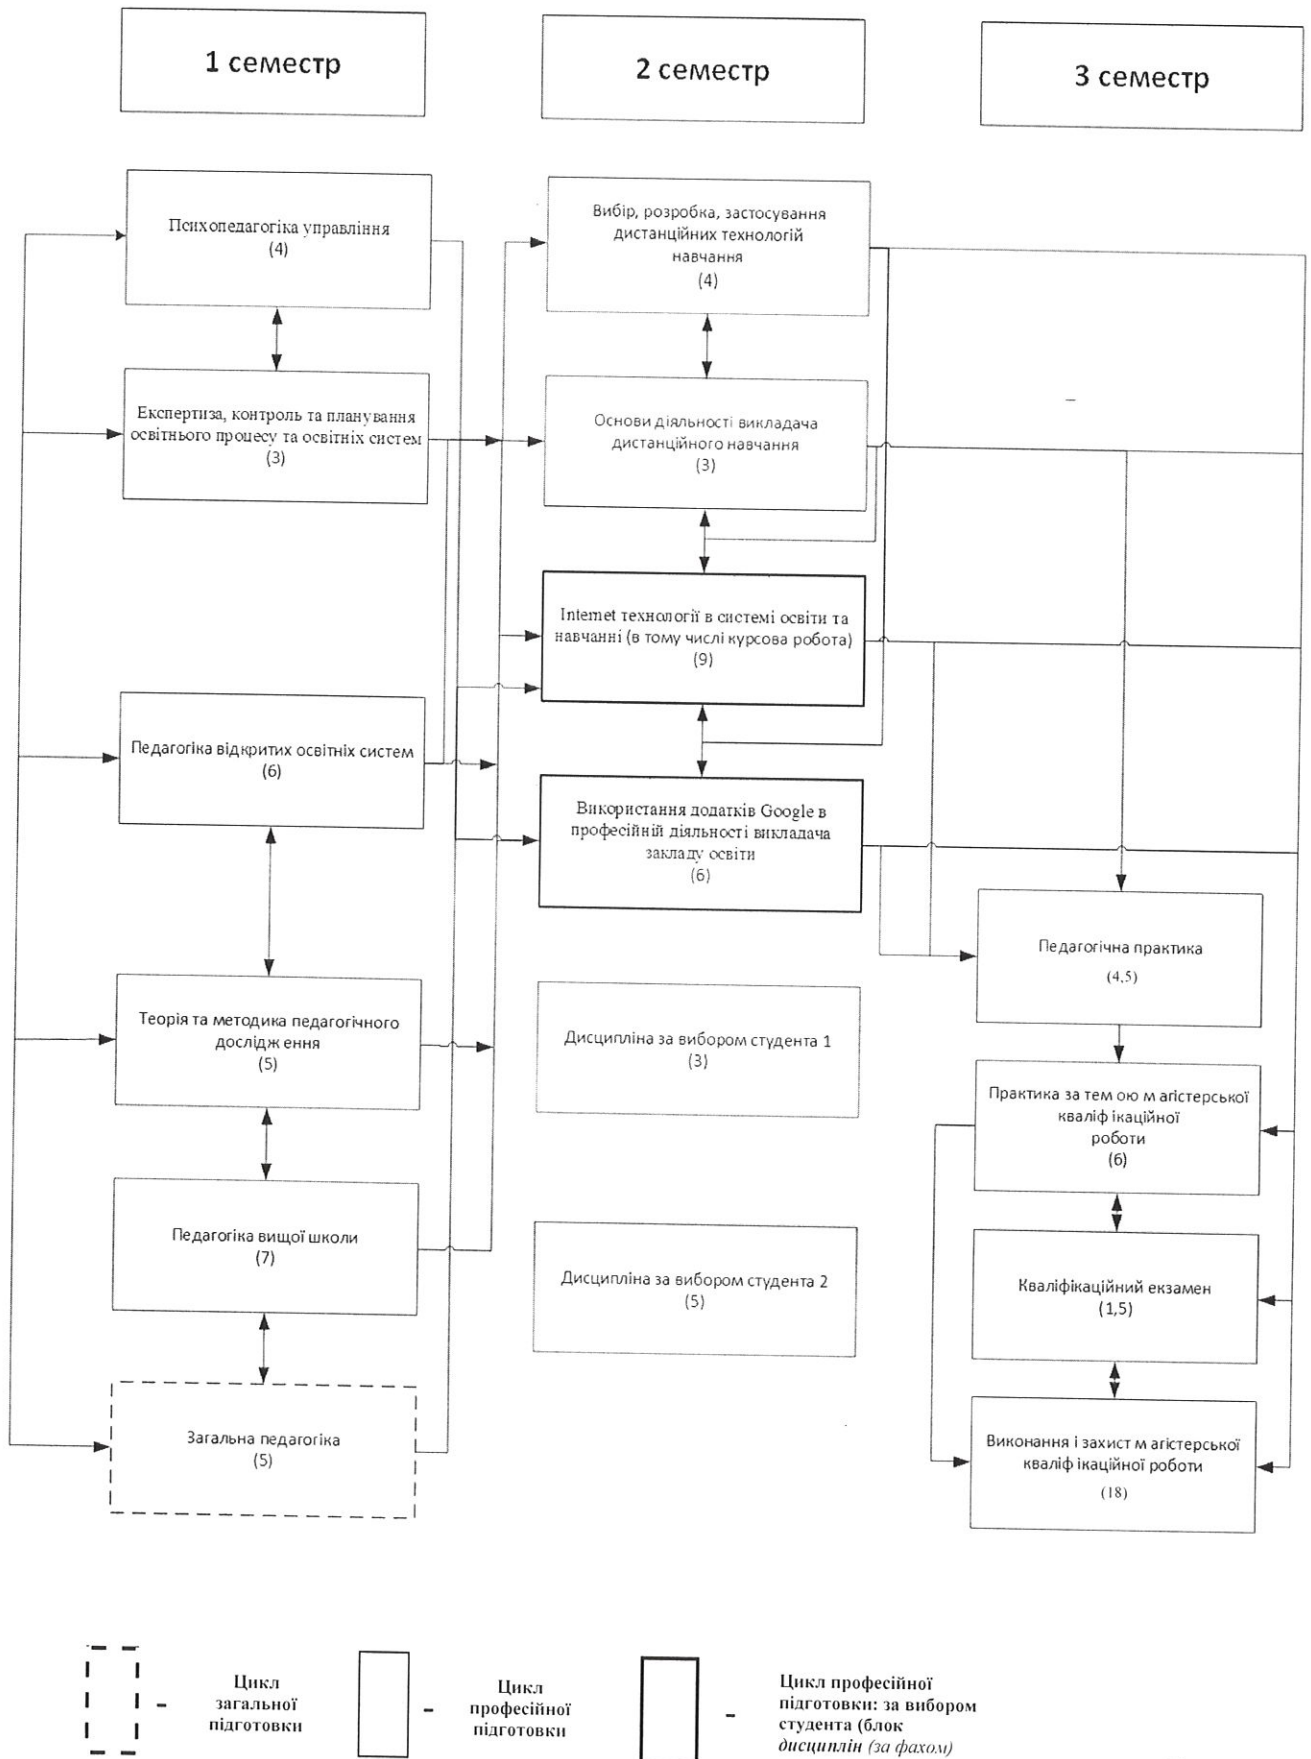 1 семестр
2 семестр
3 семестр
Психопедагогіка управління
(4)
Експертиза, контроль та планування
освітнього процесу та освітніх систем
(3)
Педагогіка відкритих освітніх систем
(6)
Теорія та методика педагогічного
дослідж ення
(5)
Педагогіка вищої школи
(7)
Загальна педагогіка
(5)
Вибір, розробка, застосування
дистанційних технологій
навчання
(4)
Основи діяльності викладача
дистанційного навчання
(3)
Internet технології в системі освіти та
навчанні (в тому числі курсова робота)
(9)
Використання додатків Google в
професійній діяльності викладача
закладу освіти
(6)
Дисципліна за вибором студента 1
(3)
Дисципліна за вибором студента 2
(5)
Педагогічна практика
(4,5)
Практика за тем ою м агістерської
кваліф ікаційної
роботи
(6)
Кваліфікаційний екзамен
(1,5)
Виконання і захист м агістерської
кваліф ікаційної роботи
(18)
- Цикл
загальної
підготовки
- Цикл
професійної
підготовки
- Цикл професійної
підготовки: за вибором
студента (блок
дисциплін (за фахом)